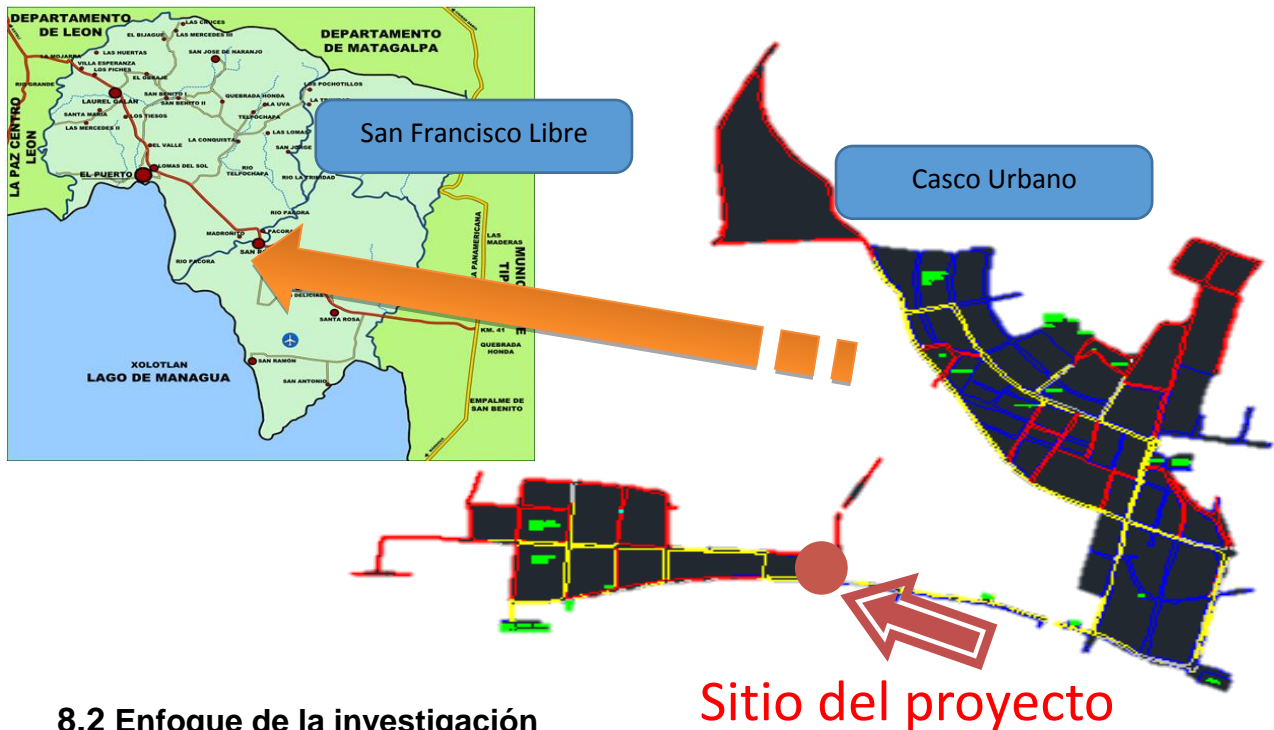 DEPARTAMENTO
DE LEON
LAS CRUCES
LAS MERCEDES III
EL BIJAGUE
DEPARTAMENTO
DE MATAGALPA
LAS HUERTAS
SAN JOSE DE NARANJO
LA MOJARRA
VILLA ESPERANZA
LOS PICHES
EL OBRAJE
RIO GRANDE
LOS POCHOTILLOS
SAN BENITO I
SAN BENITO II
QUEBRADA HONDA
LA UVA
LAUREL GALÁN
TELPOCHAPA
SANTA MARIA
LOS TIESOS
LAS MERCEDES II
LA PAZ CENTRO
LEON
San Francisco Libre
LAS LOMAS
LA CONQUISTA
EL VALLE
SAN JORGE
LOMAS DEL SOL
RIO
TELPOCHAPA
RIO LA TRINIDAD
EL PUERTO
Casco Urbano
RIO PACORA
MADROÑITO
PACORA
RIO PACORA
LAS
MADERAS
PANAMERICANA
DELICIAS
SANTA ROSA
KM. 41
QUEBRADA
HONDA
XOLOTLAN
LAGO DE MANAGUA
SAN RAMÓN
SAN ANTONIO
EMPALME DE
SAN BENITO
Sitio del proyecto
8.2 Enfoque de la investigación